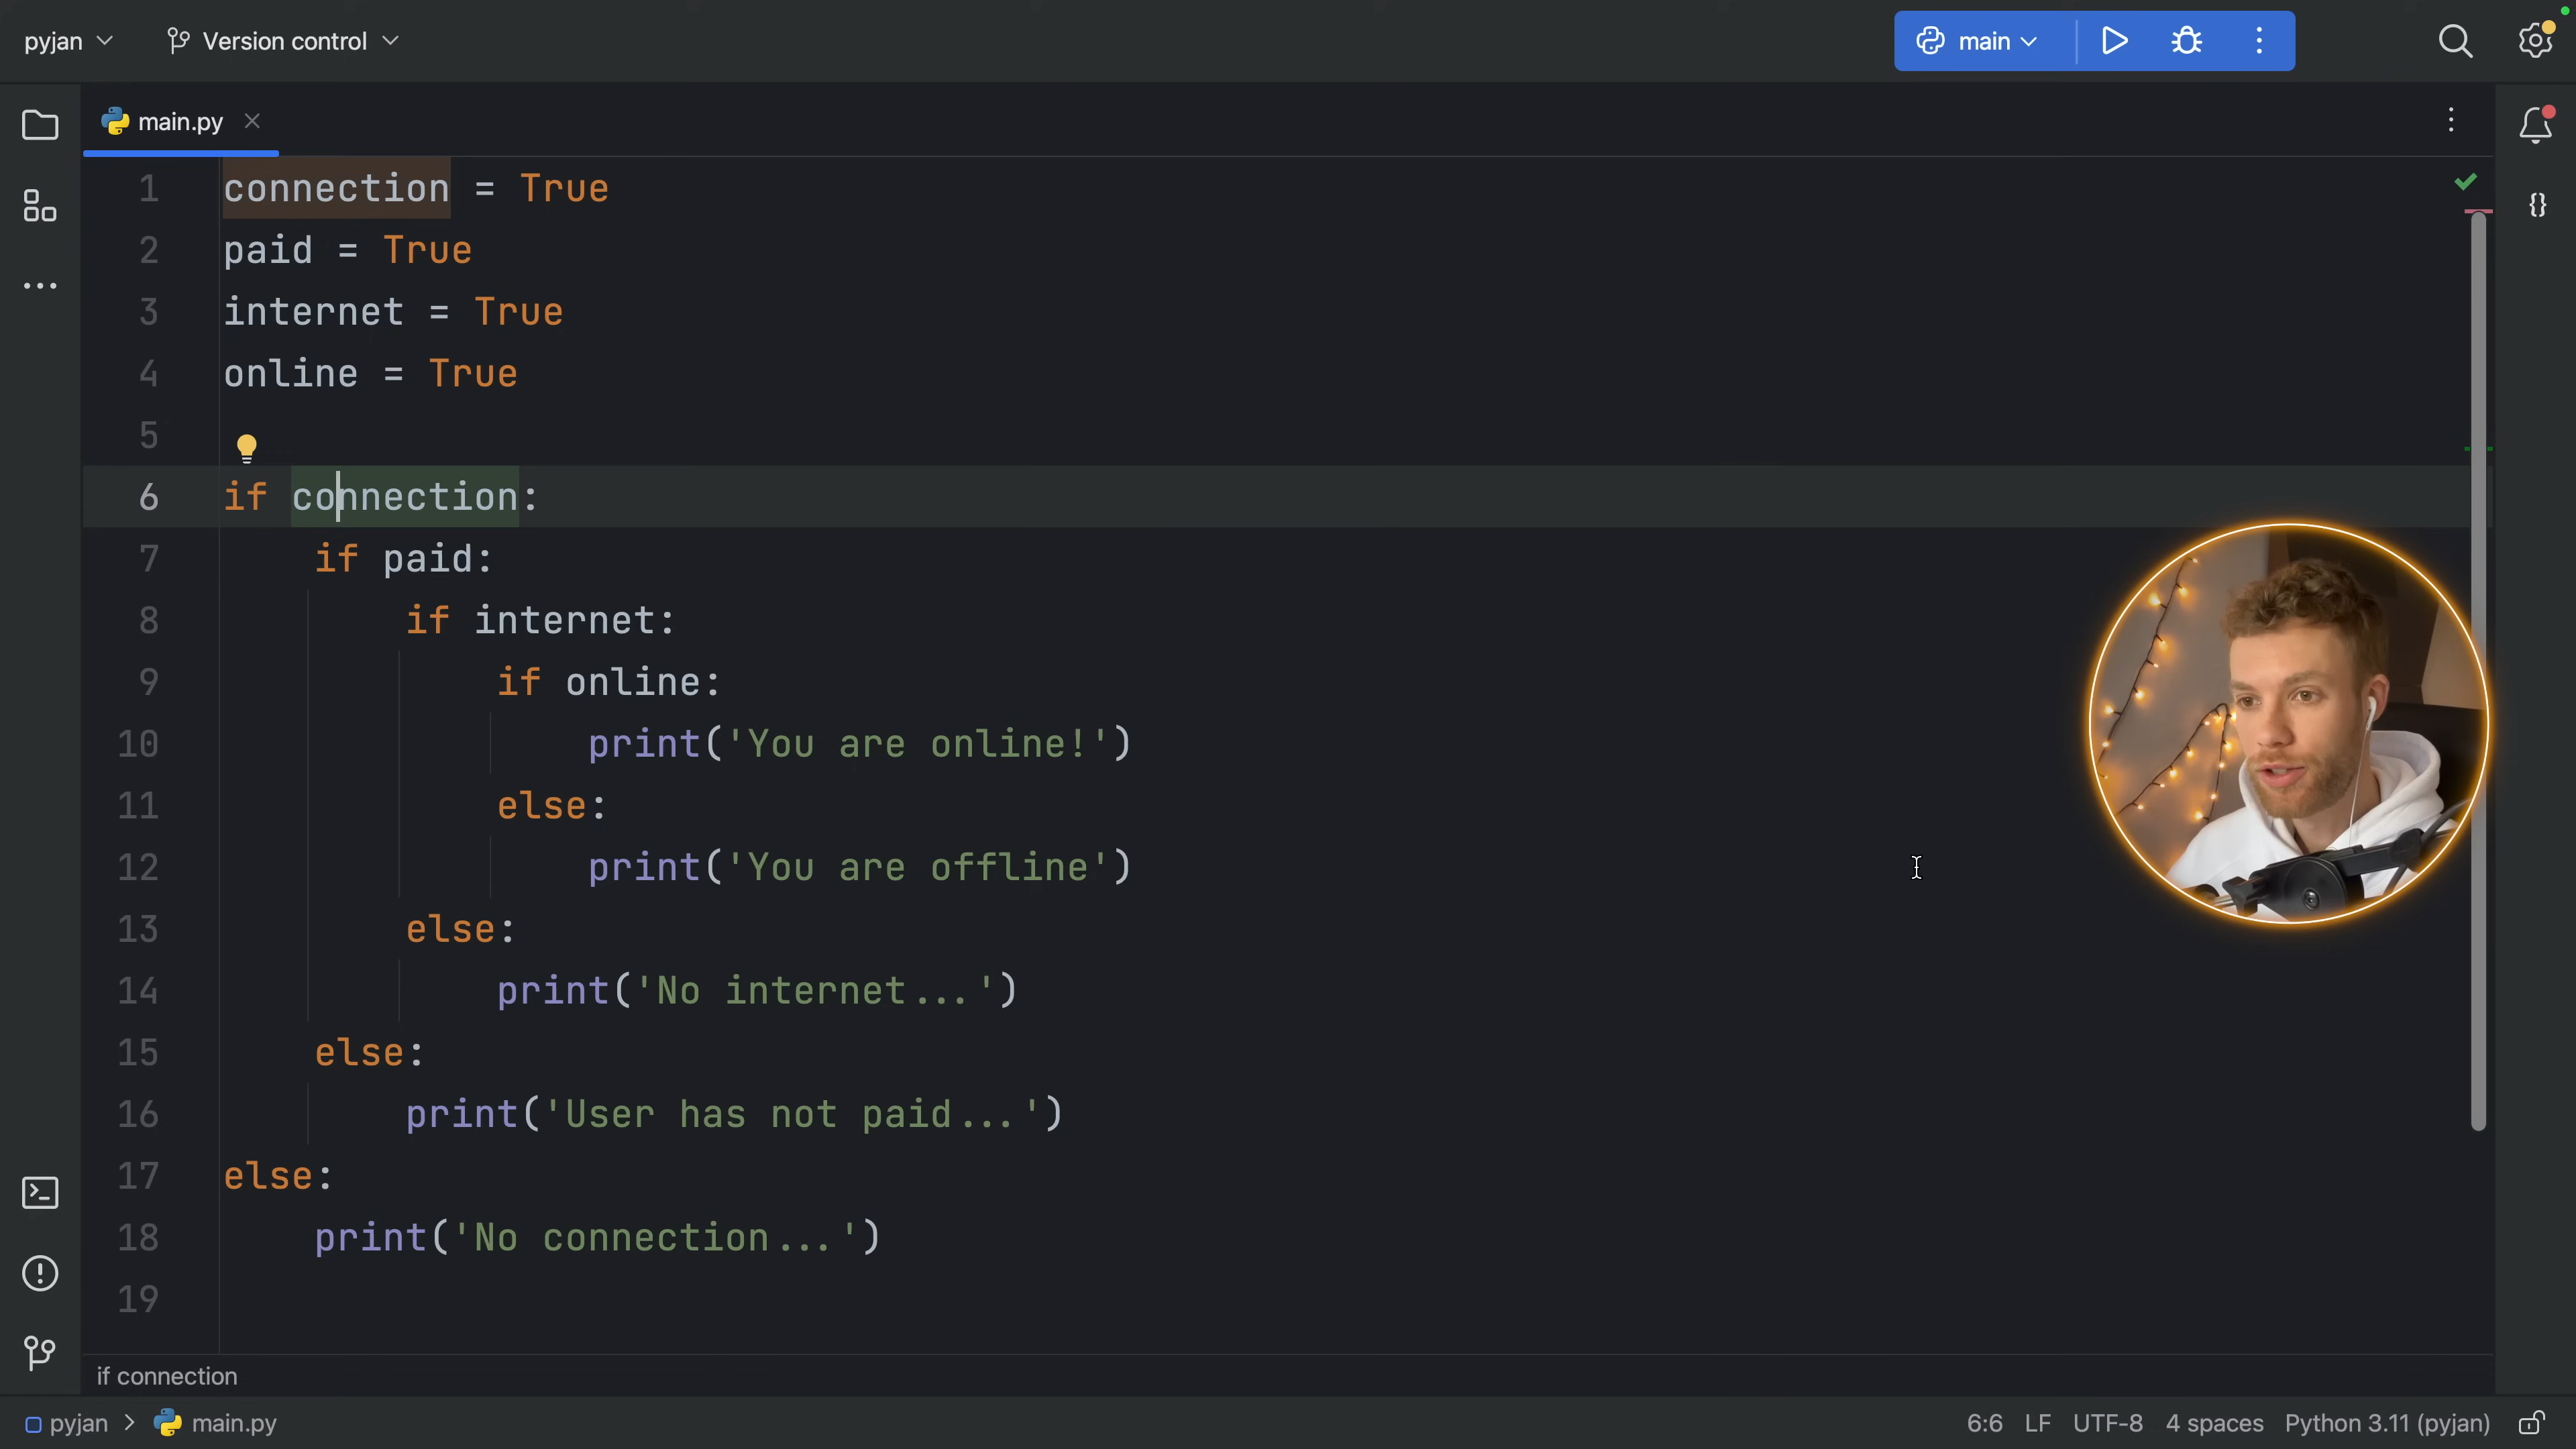 pyjan
Version control
main
main.py
1 connection = True
2 paid = True
3 internet = True
4 online = True
5
6 if connection:
7     if paid:
8         if internet:
9             if online:
10                 print('You are online!')
11             else:
12                 print('You are offline')
13         else:
14             print('No internet...')
15     else:
16         print('User has not paid...')
17 else:
18     print('No connection...')
19
if connection
pyjan > main.py
6:6 LF UTF-8 4 spaces Python 3.11 (pyjan)